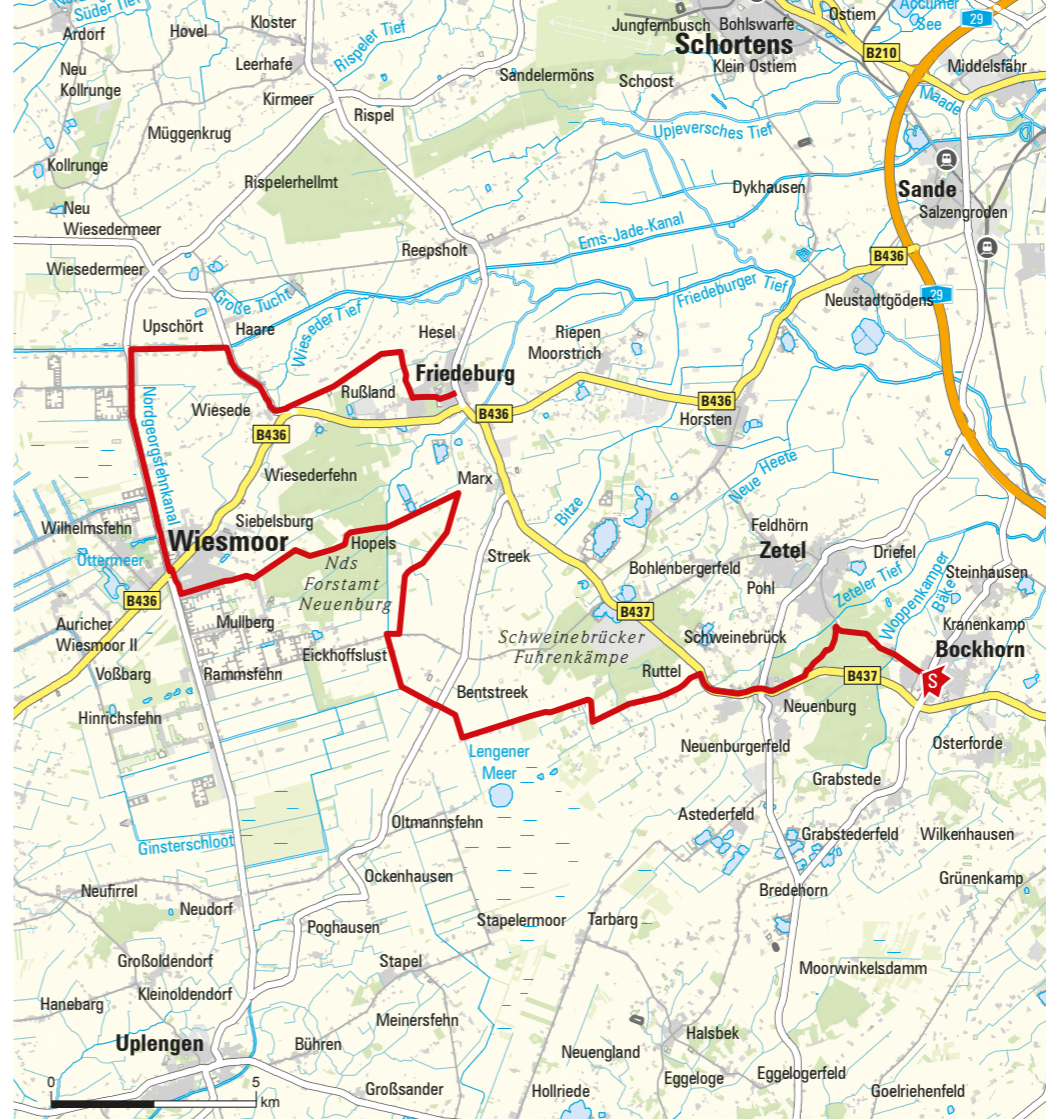 Süder Tief
Ardorf
Hovel
Kloster
Leerhafe
Rispeler Tief
Jungfernbusch
Bohlswarfe
Ostiem
Accumer
See
29
Schortens
B210
Klein Ostiem
Middelsfähr
Neu
Kollrunge
Kirmeer
Sandelermöns
Schoost
Maade
Rispel
Müggenkrug
Upjeversches Tief
Kollrunge
Rispelerhellmt
Dykhausen
Sande
Salzengroden
Neu
Wiesedermeer
Ems-Jade-Kanal
Reepsholt
B436
Wiesedermeer
Große Tucht
Friedeburger Tief
Neustadtgödens
29
Upschört
Haare
Wieseder Tief
Hesel
Riepen
Moorstrich
Friedeburg
Rußland
Wiesede
B436
B436
B436
Horsten
Nordgeorgsfehnkanal
Wiesederfehn
Marx
Neue Heete
Bitze
Wilhelmsfehn
Siebelsburg
Wiesmoor
Hopels
Feldhörn
Zetel
Driefel
Ottermeer
Nds
Forstamt
Neuenburg
Streek
Bohlenbergerfeld
Pohl
Zeteler Tief
Woppenkamper
Bäke
Steinhausen
B436
B437
Auricher
Wiesmoor II
Mullberg
Schweinebrücker
Fuhrenkämpe
Schweinebrück
Kranenkamp
Bockhorn
Eickhoffslust
Voßbarg
Rammsfehn
Ruttel
B437
S
Bentstreek
Neuenburg
Hinrichsfehn
Lengener
Meer
Neuenburgerfeld
Osterforde
Grabstede
Oltmannsfehn
Astederfeld
Ginsterschloot
Grabstederfeld
Wilkenhausen
Ockenhausen
Neufirrel
Neudorf
Bredehorn
Grünenkamp
Poghausen
Stapelermoor
Tarbarg
Großoldendorf
Stapel
Moorwinkelsdamm
Hanebarg
Kleinoldendorf
Meinersfehn
Halsbek
Uplengen
Bühren
Neuengland
Eggeloge
Eggelogerfeld
0
5
km
Großsander
Hollriede
Goelriehenfeld